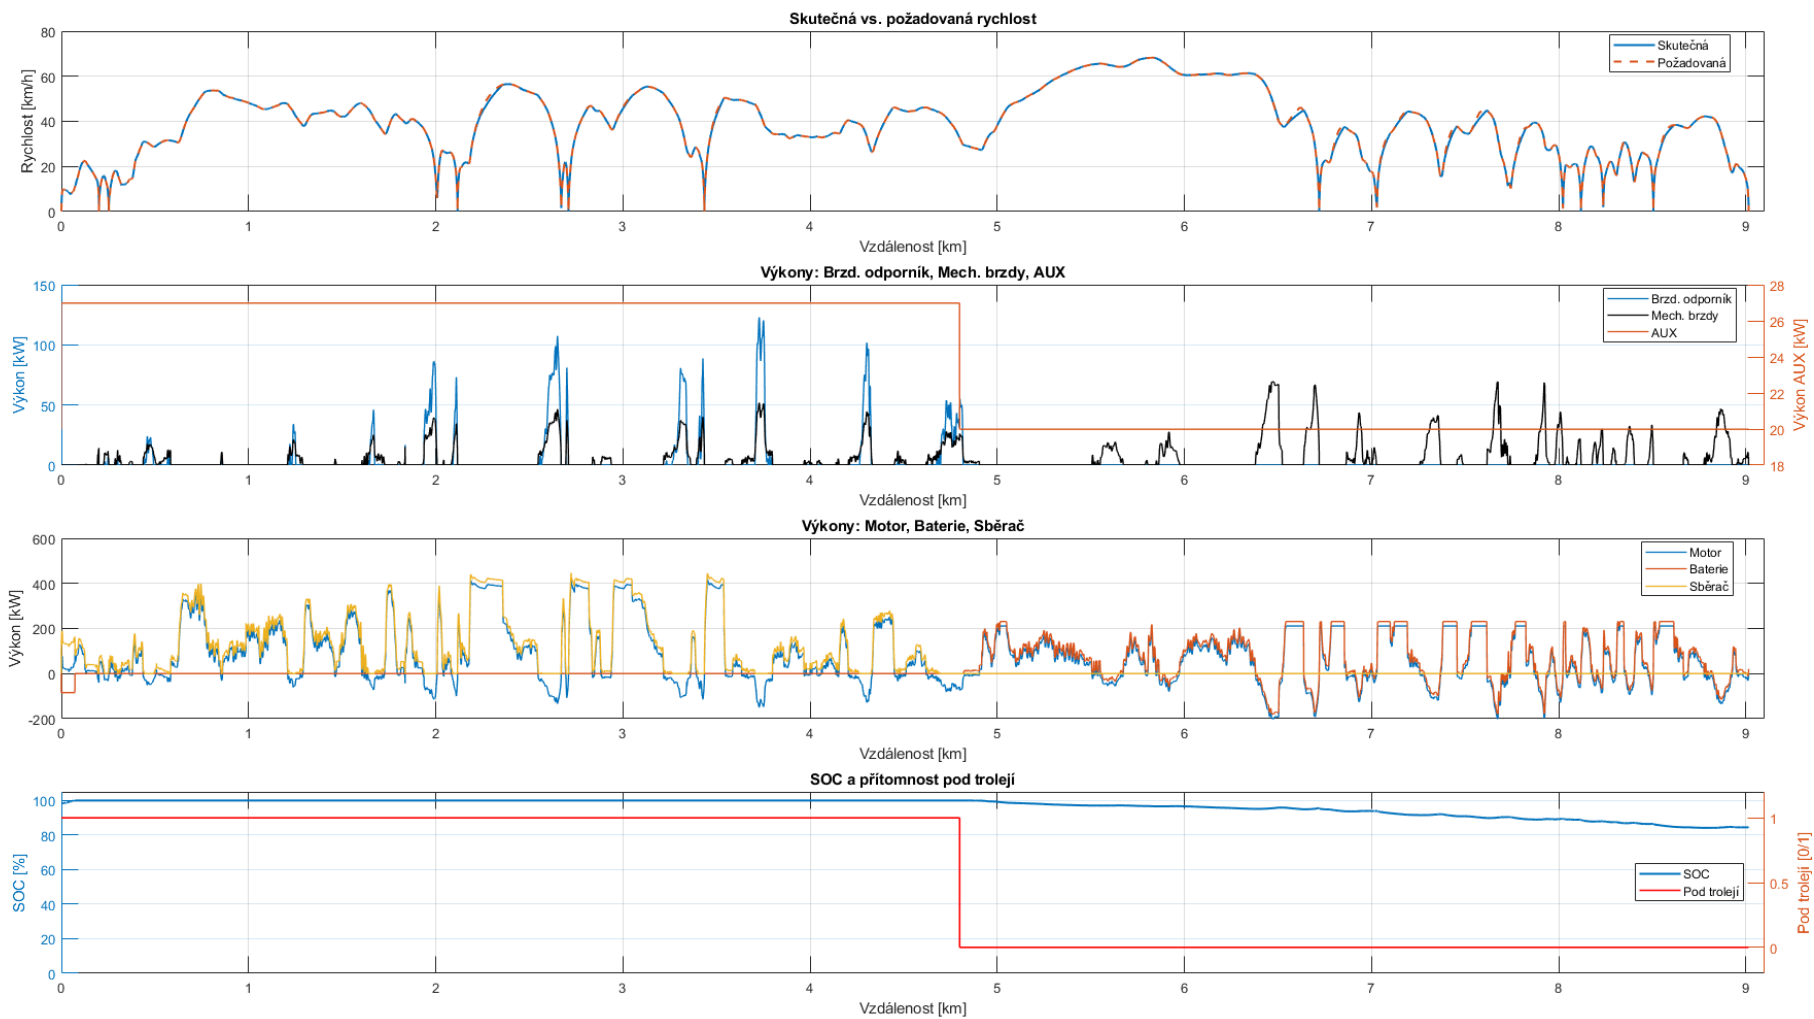 Skutečná vs. požadovaná rychlost
80
60
40
20
0
Rychlost [km/h]
Skutečná
Požadovaná
0 1 2 3 4 5 6 7 8 9
Vzdálenost [km]
Výkony: Brzd. odporník, Mech. brzdy, AUX
150
100
50
0
Výkon [kW]
28
26
24
22
20
18
Výkon AUX [kW]
Brzd. odporník
Mech. brzdy
AUX
0 1 2 3 4 5 6 7 8 9
Vzdálenost [km]
Výkony: Motor, Baterie, Sběrač
600
400
200
0
-200
Výkon [kW]
Motor
Baterie
Sběrač
0 1 2 3 4 5 6 7 8 9
Vzdálenost [km]
SOC a přítomnost pod trolejí
100
80
60
40
20
0
SOC [%]
1
0.5
0
Pod trolejí [0/1]
SOC
Pod trolejí
0 1 2 3 4 5 6 7 8 9
Vzdálenost [km]